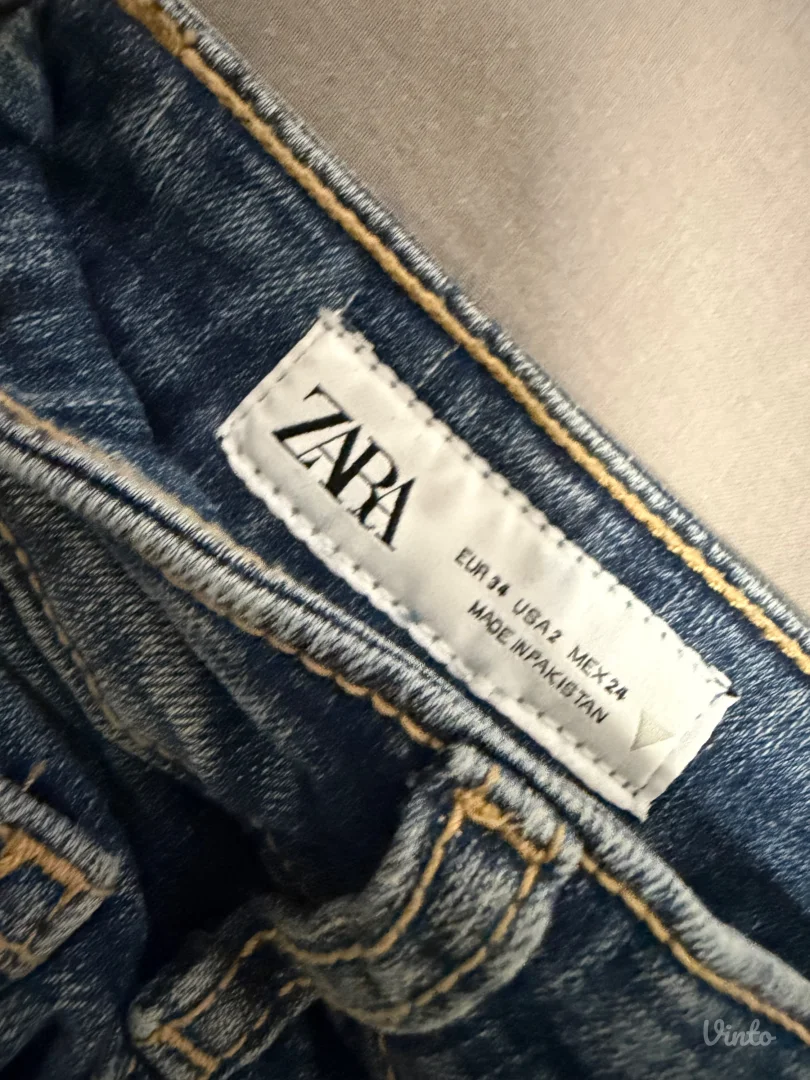 ZARA
EUR 34 USA 2 MEX 24
MADE IN PAKISTAN
Vinto